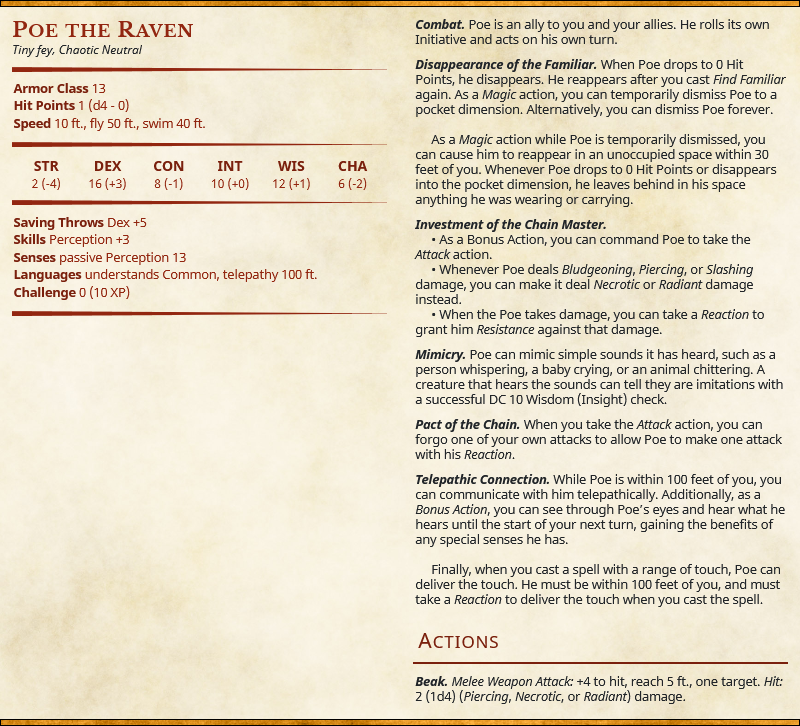 POE THE RAVEN
Tiny fey, Chaotic Neutral
Armor Class 13
Hit Points 1 (d4 - 0)
Speed 10 ft., fly 50 ft., swim 40 ft.
STR DEX CON INT WIS CHA
2 (-4) 16 (+3) 8 (-1) 10 (+0) 12 (+1) 6 (-2)
Saving Throws Dex +5
Skills Perception +3
Senses passive Perception 13
Languages understands Common, telepathy 100 ft.
Challenge 0 (10 XP)
Combat. Poe is an ally to you and your allies. He rolls its own
Initiative and acts on his own turn.
Disappearance of the Familiar. When Poe drops to 0 Hit
Points, he disappears. He reappears after you cast Find Familiar
again. As a Magic action, you can temporarily dismiss Poe to a
pocket dimension. Alternatively, you can dismiss Poe forever.
As a Magic action while Poe is temporarily dismissed, you
can cause him to reappear in an unoccupied space within 30
feet of you. Whenever Poe drops to 0 Hit Points or disappears
into the pocket dimension, he leaves behind in his space
anything he was wearing or carrying.
Investment of the Chain Master.
• As a Bonus Action, you can command Poe to take the
Attack action.
• Whenever Poe deals Bludgeoning, Piercing, or Slashing
damage, you can make it deal Necrotic or Radiant damage
instead.
• When the Poe takes damage, you can take a Reaction to
grant him Resistance against that damage.
Mimicry. Poe can mimic simple sounds it has heard, such as a
person whispering, a baby crying, or an animal chittering. A
creature that hears the sounds can tell they are imitations with
a successful DC 10 Wisdom (Insight) check.
Pact of the Chain. When you take the Attack action, you can
forgo one of your own attacks to allow Poe to make one attack
with his Reaction.
Telepathic Connection. While Poe is within 100 feet of you, you
can communicate with him telepathically. Additionally, as a
Bonus Action, you can see through Poe's eyes and hear what he
hears until the start of your next turn, gaining the benefits of
any special senses he has.
Finally, when you cast a spell with a range of touch, Poe can
deliver the touch. He must be within 100 feet of you, and must
take a Reaction to deliver the touch when you cast the spell.
ACTIONS
Beak. Melee Weapon Attack: +4 to hit, reach 5 ft., one target. Hit:
2 (1d4) (Piercing, Necrotic, or Radiant) damage.